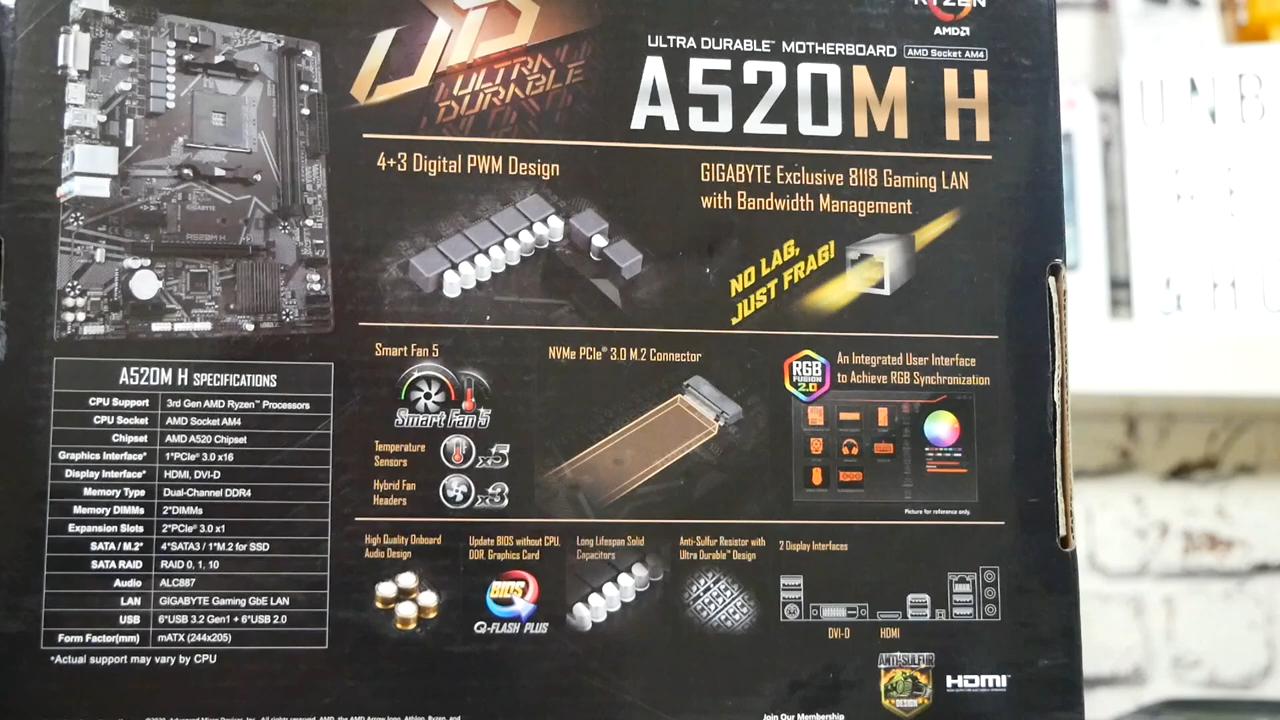 RYZEN
AMD
ULTRA DURABLE™ MOTHERBOARD AMD Socket AM4
A520M H
UD
ULTRA
DURABLE
4+3 Digital PWM Design
GIGABYTE Exclusive 8118 Gaming LAN
with Bandwidth Management
NO LAG,
JUST FRAG!
GIGABYTE
A520M H
Smart Fan 5
Smart Fan 5
Temperature
Sensors
x5
Hybrid Fan
Headers
x3
NVMe PCIe® 3.0 M.2 Connector
RGB
FUSION
2.0
An Integrated User Interface
to Achieve RGB Synchronization
Picture for reference only.
A520M H SPECIFICATIONS
CPU Support 3rd Gen AMD Ryzen™ Processors
CPU Socket AMD Socket AM4
Chipset AMD A520 Chipset
Graphics Interface* 1*PCIe® 3.0 x16
Display Interface* HDMI, DVI-D
Memory Type Dual-Channel DDR4
Memory DIMMs 2*DIMMs
Expansion Slots 2*PCIe® 3.0 x1
SATA / M.2* 4*SATA3 / 1*M.2 for SSD
SATA RAID RAID 0, 1, 10
Audio ALC887
LAN GIGABYTE Gaming GbE LAN
USB 6*USB 3.2 Gen1 + 6*USB 2.0
Form Factor(mm) mATX (244x205)
*Actual support may vary by CPU
High Quality Onboard
Audio Design
Update BIOS without CPU,
DDR, Graphics Card
BIOS
Q-FLASH PLUS
Long Lifespan Solid
Capacitors
Anti-Sulfur Resistor with
Ultra Durable™ Design
2 Display Interfaces
DVI-D HDMI
ANTI-SULFUR
DESIGN
HDMI™
Join Our Membership
UNB